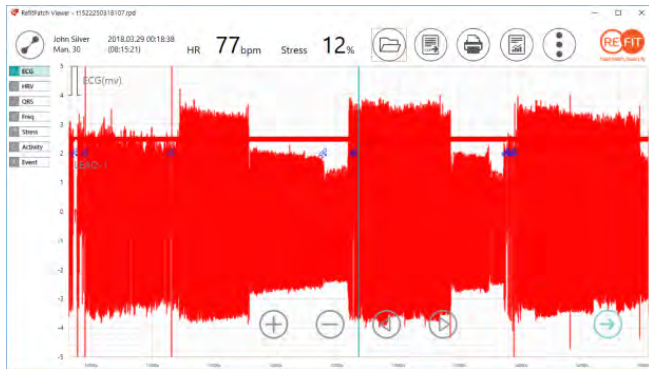 RefitPatch Viewer - t1522250318107.rpd
John Silver
Man, 30
2018.03.29 00:18:38
(08:15:21)
HR 77 bpm
Stress 12 %
REFIT
ECG
HRV
QRS
Freq
Stress
Activity
Event
ECG(mv)
LEAD-I
5
4
3
2
1
0
-1
-2
-3
-4
-5